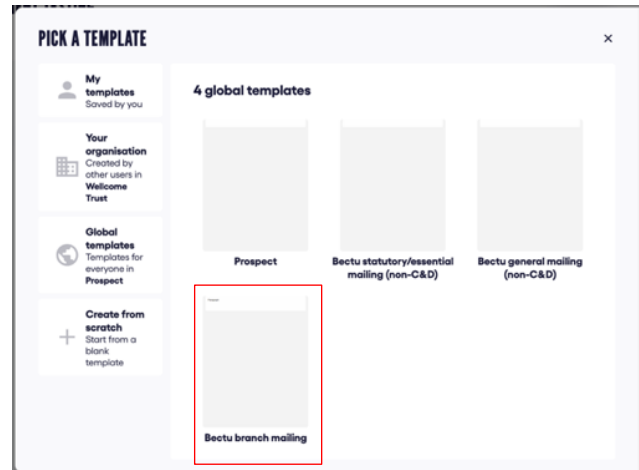 PICK A TEMPLATE
×
My
templates
Saved by you
Your
organisation
Created by
other users in
Wellcome
Trust
Global
templates
Templates for
everyone in
Prospect
Create from
scratch
Start from a
blank
template
4 global templates
Prospect
Bectu statutory/essential
mailing (non-C&D)
Bectu general mailing
(non-C&D)
Bectu branch mailing